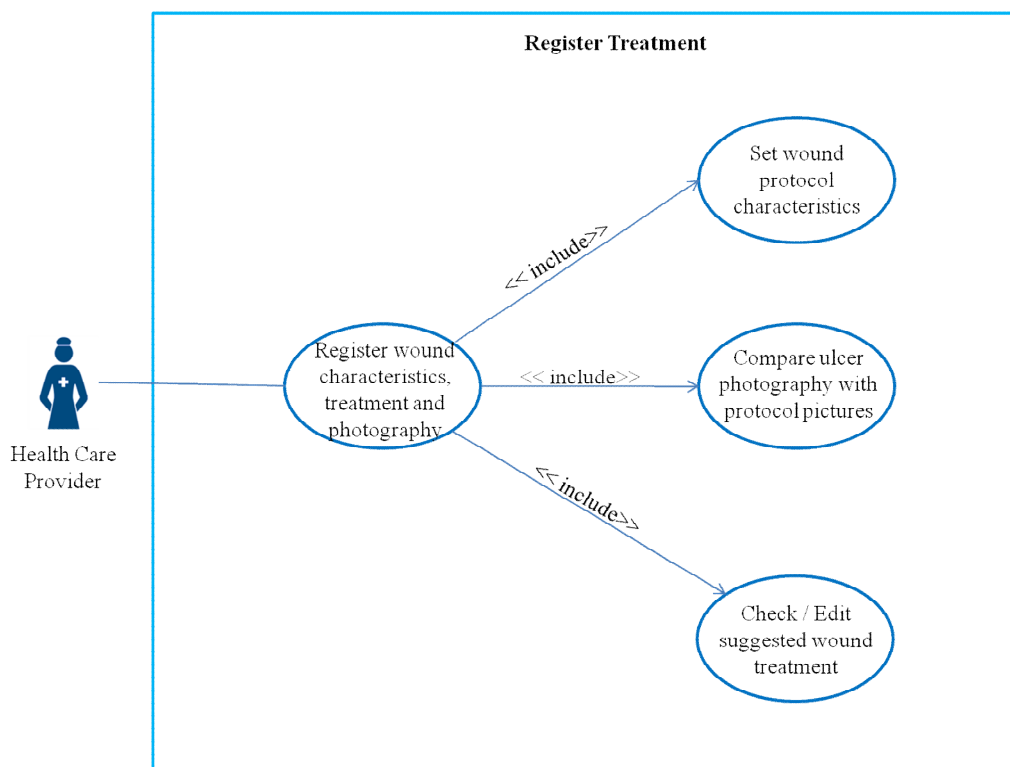 Register Treatment
Set wound
protocol
characteristics
<< include>>
Health Care
Provider
Register wound
characteristics,
treatment and
photography
<< include>>
Compare ulcer
photography with
protocol pictures
<< include>>
Check / Edit
suggested wound
treatment